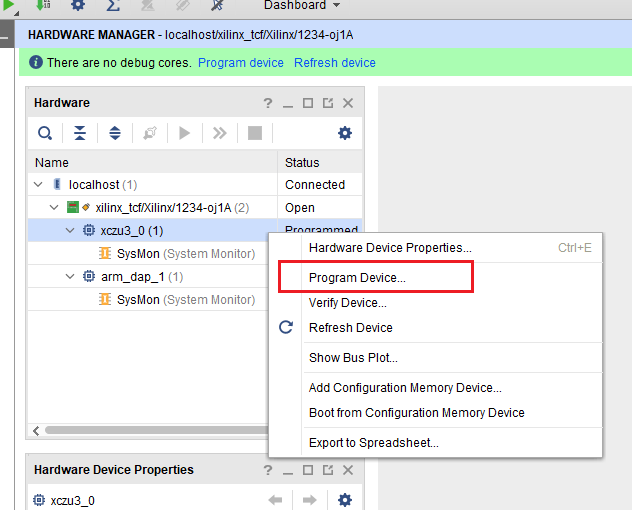 Dashboard
HARDWARE MANAGER - localhost/xilinx_tcf/Xilinx/1234-oj1A
There are no debug cores. Program device Refresh device
Hardware
Name Status
localhost (1) Connected
xilinx_tcf/Xilinx/1234-oj1A (2) Open
xczu3_0 (1) Programmed
SysMon (System Monitor)
arm_dap_1 (1)
SysMon (System Monitor)
Hardware Device Properties... Ctrl+E
Program Device...
Verify Device...
Refresh Device
Show Bus Plot...
Add Configuration Memory Device...
Boot from Configuration Memory Device
Export to Spreadsheet...
Hardware Device Properties
xczu3_0